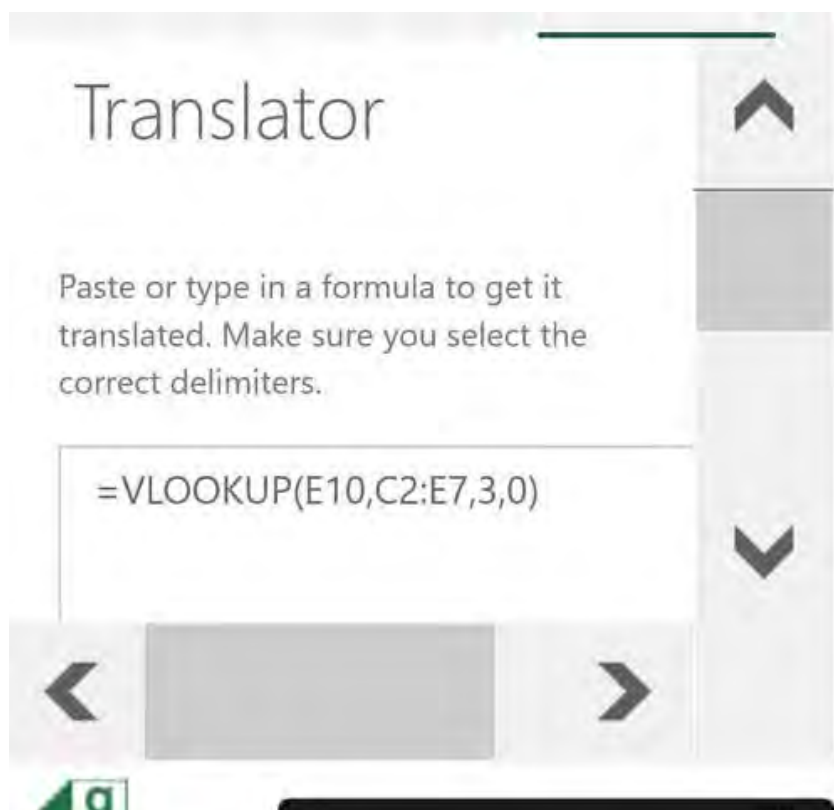 Translator
Paste or type in a formula to get it
translated. Make sure you select the
correct delimiters.
=VLOOKUP(E10,C2:E7,3,0)
a